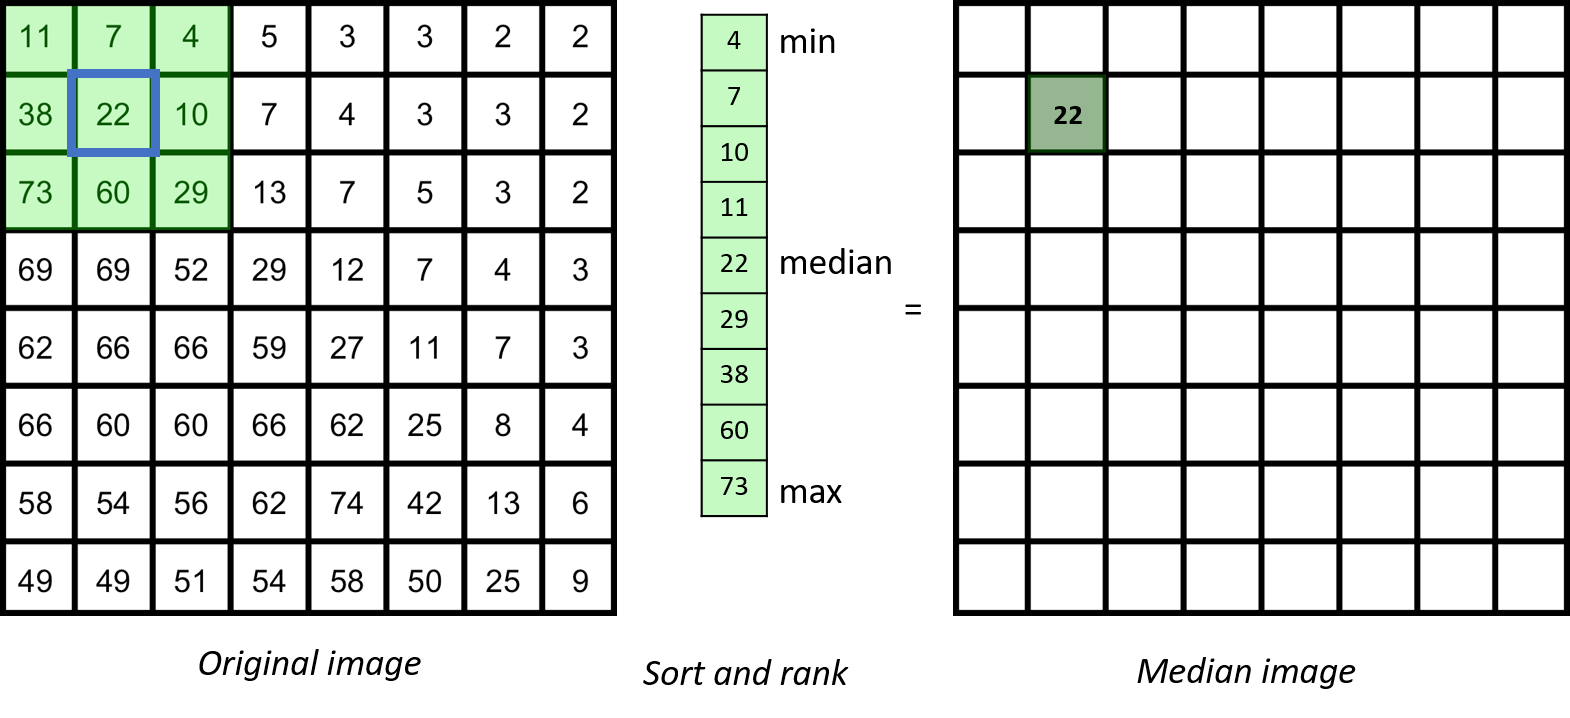 11 7 4 5 3 3 2 2
38 22 10 7 4 3 3 2
73 60 29 13 7 5 3 2
69 69 52 29 12 7 4 3
62 66 66 59 27 11 7 3
66 60 60 66 62 25 8 4
58 54 56 62 74 42 13 6
49 49 51 54 58 50 25 9
Original image
4 min
7
10
11
22 median
29
38
60
73 max
Sort and rank
=
22
Median image